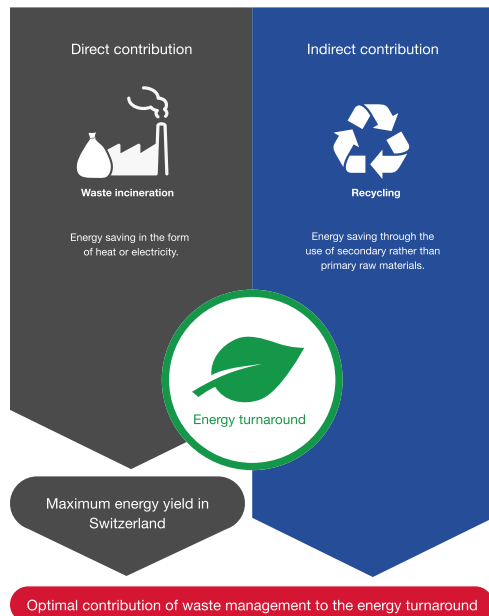 Direct contribution
Indirect contribution
Waste incineration
Recycling
Energy saving in the form
of heat or electricity.
Energy saving through the
use of secondary rather than
primary raw materials.
Energy turnaround
Maximum energy yield in
Switzerland
Optimal contribution of waste management to the energy turnaround